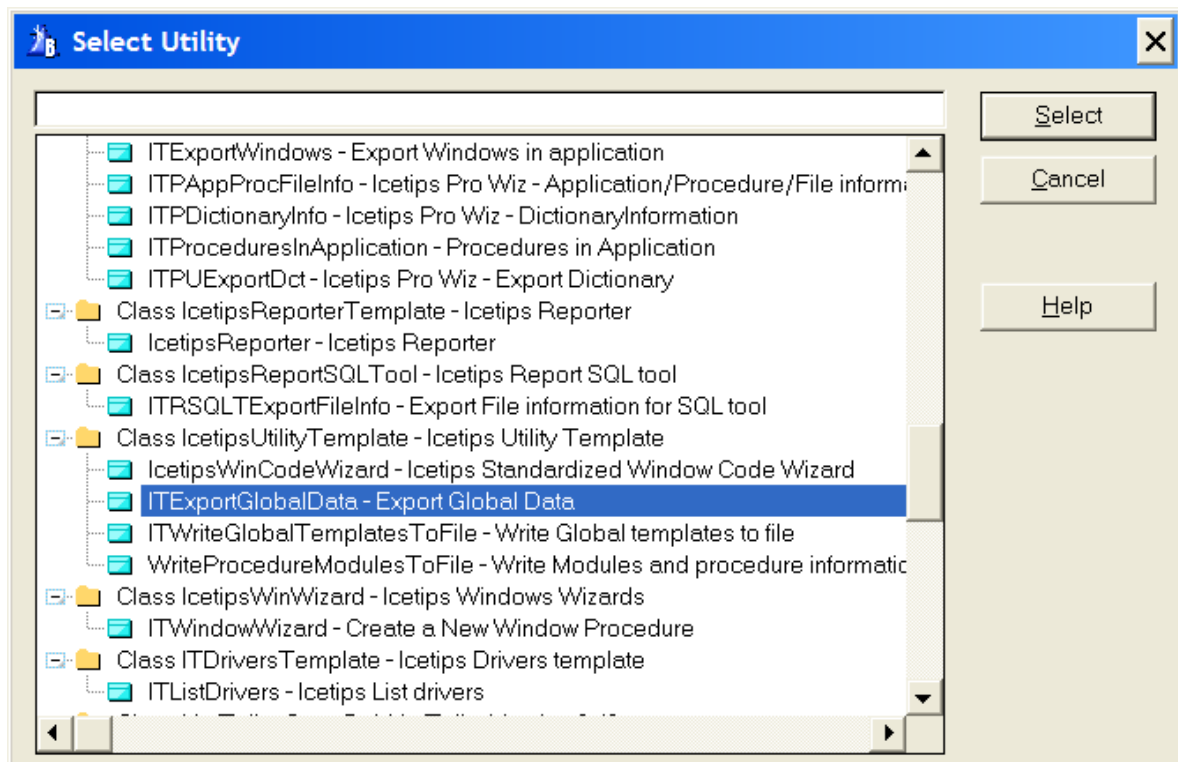 Select Utility
Select
Cancel
Help
ITExportWindows - Export Windows in application
ITPAppProcFileInfo - Icetips Pro Wiz - Application/Procedure/File
ITPDictionaryInfo - Icetips Pro Wiz - DictionaryInformation
ITProceduresInApplication - Procedures in Application
ITPUExportDct - Icetips Pro Wiz - Export Dictionary
Class IcetipsReporterTemplate - Icetips Reporter
IcetipsReporter - Icetips Reporter
Class IcetipsReportSQLTool - Icetips Report SQL tool
ITRSQLTExportFileInfo - Export File information for SQL tool
Class IcetipsUtilityTemplate - Icetips Utility Template
IcetipsWinCodeWizard - Icetips Standardized Window Code Wizard
ITExportGlobalData - Export Global Data
ITWriteGlobalTemplatesToFile - Write Global templates to file
WriteProcedureModulesToFile - Write Modules and procedure
Class IcetipsWinWizard - Icetips Windows Wizards
ITWindowWizard - Create a New Window Procedure
Class ITDriversTemplate - Icetips Drivers template
ITListDrivers - Icetips List drivers